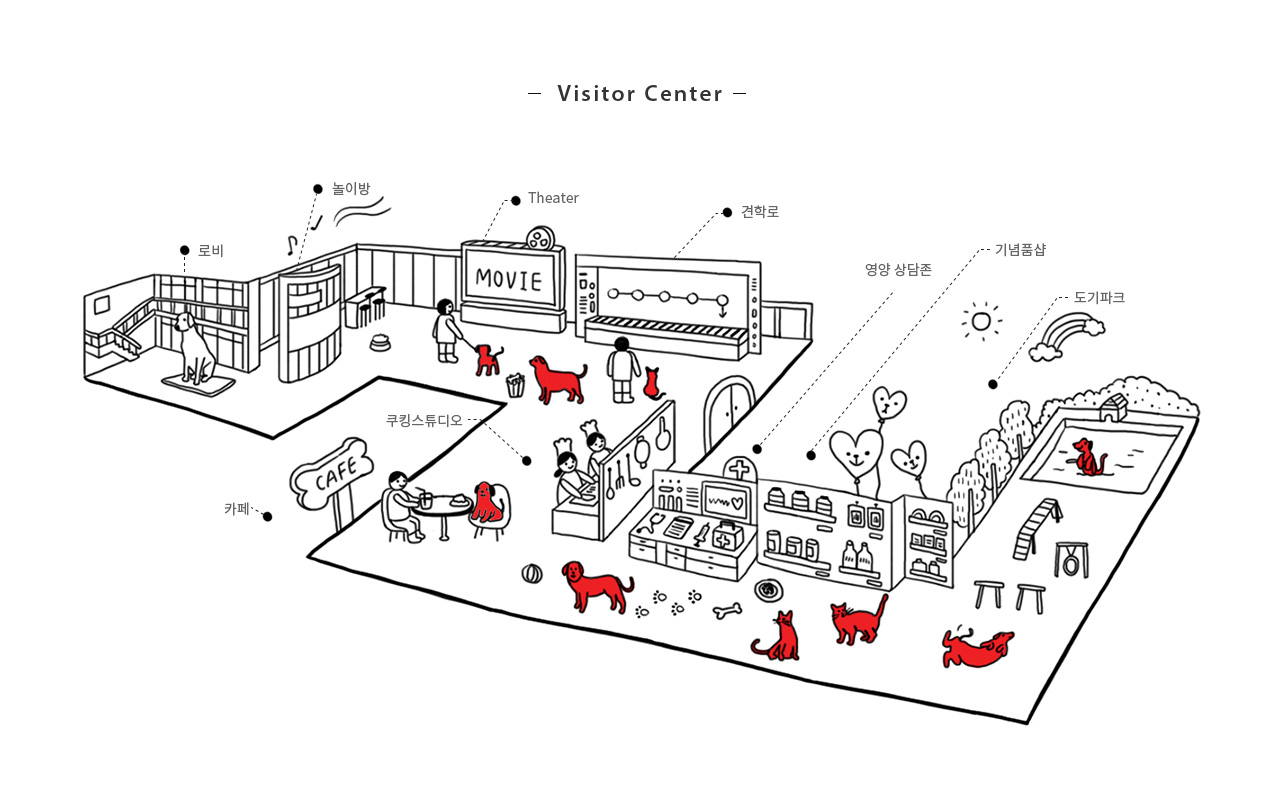 Visitor Center
놀이방
Theater
견학로
로비
기념품샵
영양 상담존
도기파크
MOVIE
쿠킹스튜디오
CAFE
카페